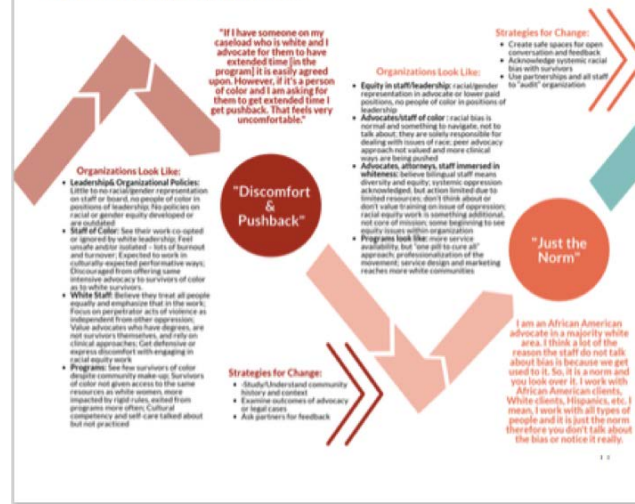 "If I have someone on my
caseload who is white and I
advocate for them to have
extended time [in the
program] it is easily agreed
upon. However, if it's a person
of color and I am asking for
them to get extended time I
get pushback. That feels very
uncomfortable."
Organizations Look Like:
• Leadership& Organizational Policies:
Little to no racial/gender representation
on staff or board, no people of color in
positions of leadership. No policies on
racial or gender equity developed or
are outdated
• Staff of Color: See their work co-opted
or ignored by white leadership; Feel
unsafe and/or isolated - lots of burnout
and turnover; Expected to work in
culturally-expected performative ways;
Discouraged from offering same
intensive advocacy to survivors of color
as to white survivors.
• White Staff: Believe they treat all people
equally and emphasize that in the work;
Focus on perpetrator acts of violence as
independent from other oppression;
Value advocates who have degrees, are
not survivors themselves, and rely on
clinical approaches; Get defensive or
express discomfort with engaging in
racial equity work
• Programs: See few survivors of color
despite community make-up; Survivors
of color not given access to the same
resources as white women, more
impacted by rigid rules, exited from
programs more often; Cultural
competency and self-care talked about
but not practiced
"Discomfort
&
Pushback"
Strategies for Change:
• -Study/Understand community
history and context
• Examine outcomes of advocacy
or legal cases
• Ask partners for feedback
Organizations Look Like:
• Equity in staff/leadership: racial/gender
representation in advocate or lower paid
positions, no people of color in positions of
leadership
• Advocates/staff of color : racial bias is
normal and something to navigate, not to
talk about; they are solely responsible for
dealing with issues of race; peer advocacy
approach not valued and more clinical
ways are being pushed
• Advocates, attorneys, staff immersed in
whiteness: believe bilingual staff means
diversity and equity; systemic oppression
acknowledged, but action limited due to
limited resources; don't think about or
don't value training on issue of oppression;
racial equity work is something additional,
not core of mission; some beginning to see
equity issues within organization
• Programs look like: more service
availability, but "one pill to cure all"
approach; professionalization of the
movement; service design and marketing
reaches more white communities
Strategies for Change:
• Create safe spaces for open
conversation and feedback
• Acknowledge systemic racial
bias with survivors
• Use partnerships and all staff
to "audit" organization
"Just the
Norm"
I am an African American
advocate in a majority white
area. I think a lot of the
reason the staff do not talk
about bias is because we get
used to it. So, it is a norm and
you look over it. I work with
African American clients,
White clients, Hispanics, etc. I
mean, I work with all types of
people and it is just the norm
therefore you don't talk about
the bias or notice it really.